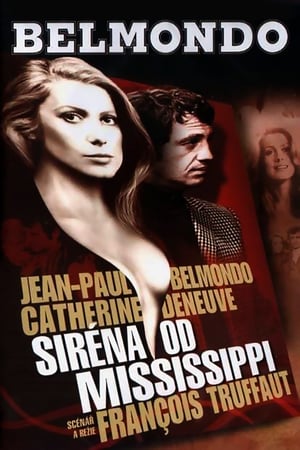 BELMONDO
JEAN-PAUL BELMONDO
CATHERINE DENEUVE
SIRÉNA OD
MISSISSIPPI
SCÉNÁŘ
A REŽIE FRANÇOIS TRUFFAUT